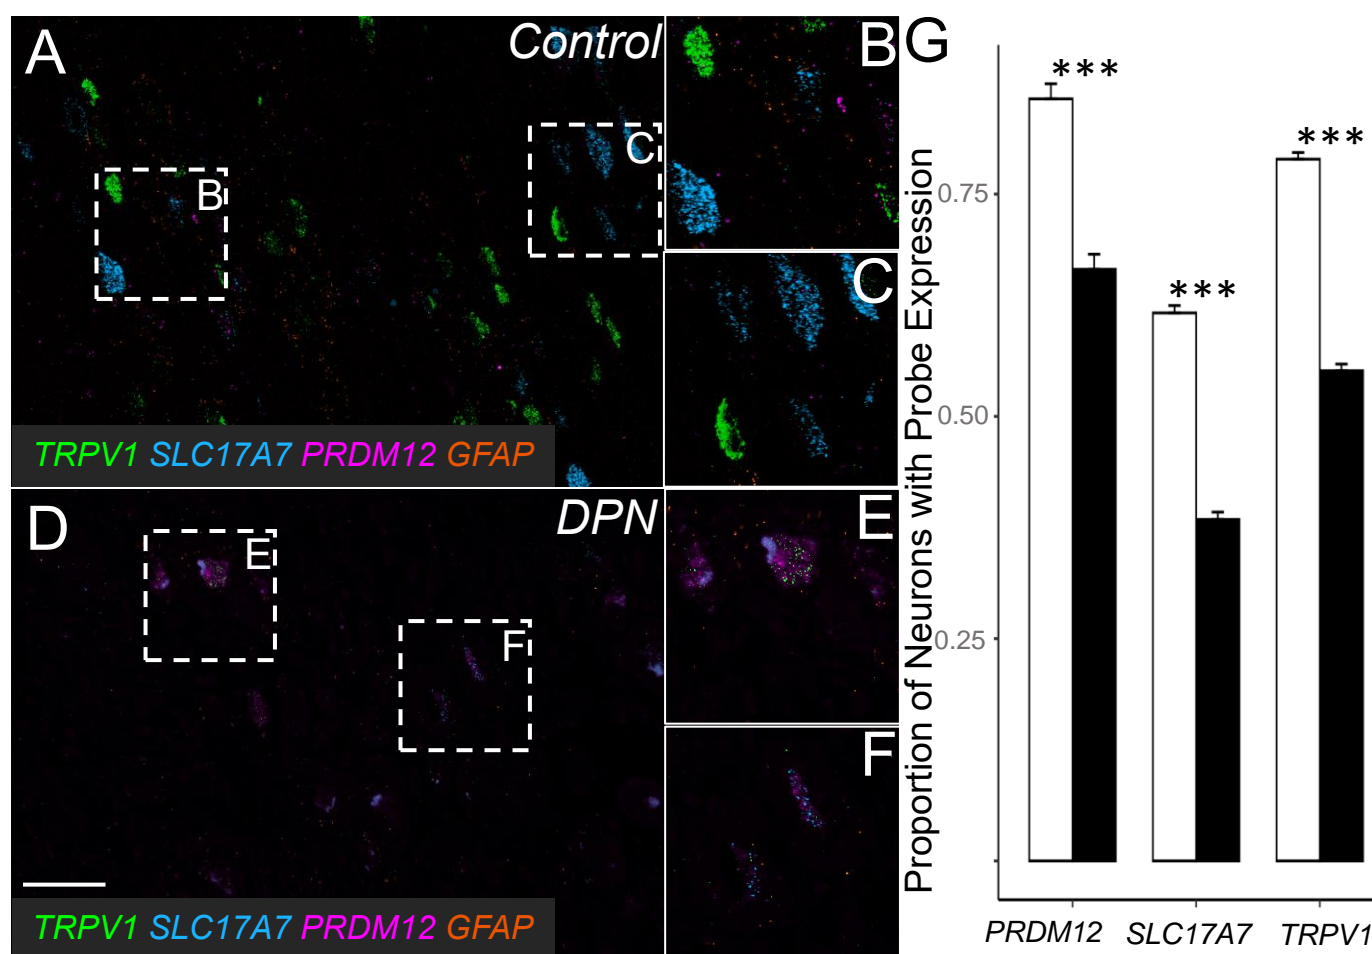 A
Control
B
C
B
C
TRPV1 SLC17A7 PRDM12 GFAP
D
DPN
E
F
E
F
TRPV1 SLC17A7 PRDM12 GFAP
G
Proportion of Neurons with Probe Expression
0.75
0.50
0.25
***
***
***
PRDM12 SLC17A7 TRPV1